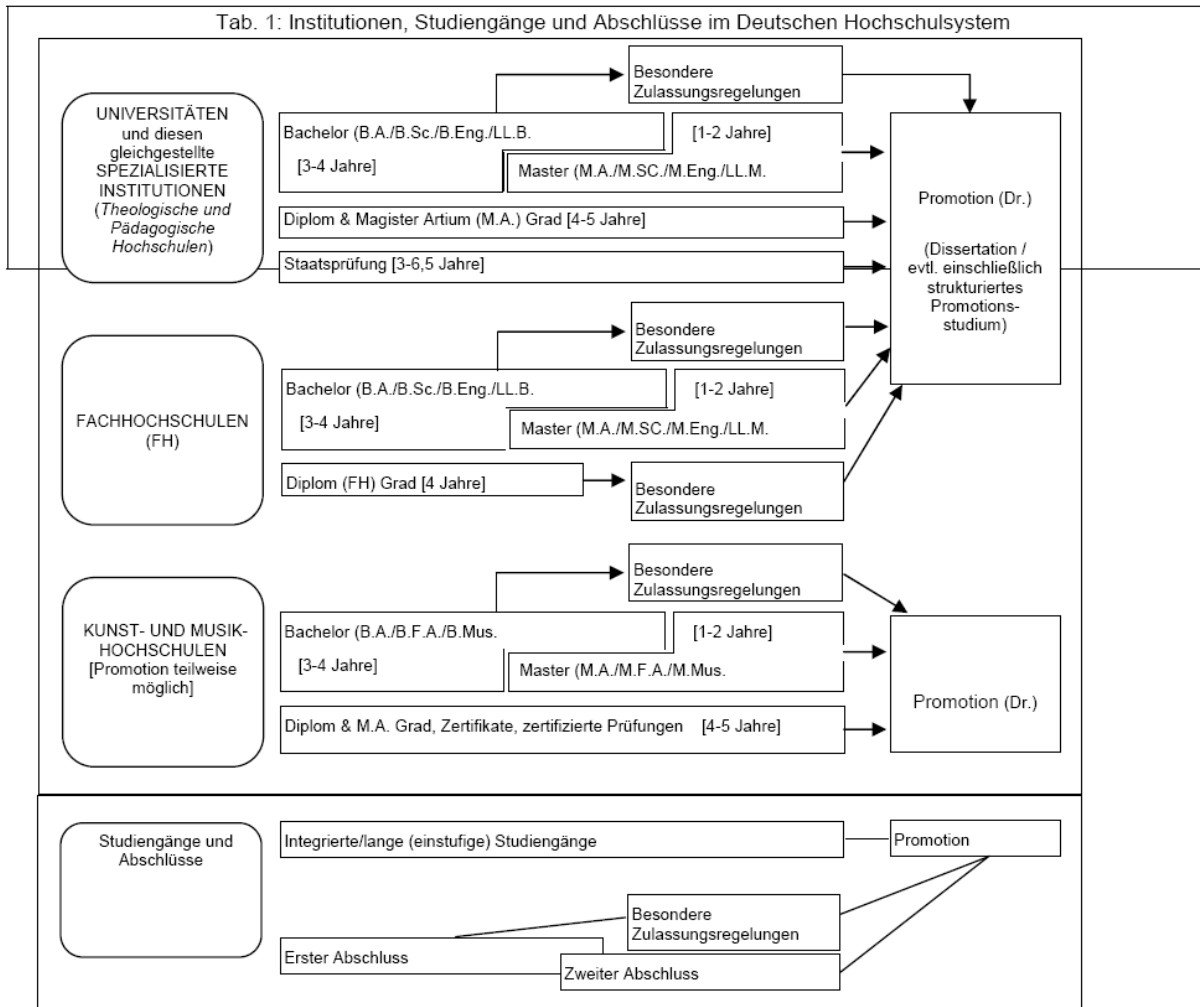 Tab. 1: Institutionen, Studiengänge und Abschlüsse im Deutschen Hochschulsystem
Besondere
Zulassungsregelungen
UNIVERSITÄTEN
und diesen
gleichgestellte
SPEZIALISIERTE
INSTITUTIONEN
(Theologische und
Pädagogische
Hochschulen)
Bachelor (B.A./B.Sc./B.Eng./LL.B.
[3-4 Jahre]
[1-2 Jahre]
Master (M.A./M.SC./M.Eng./LL.M.
Diplom & Magister Artium (M.A.) Grad [4-5 Jahre]
Staatsprüfung [3-6,5 Jahre]
Promotion (Dr.)
(Dissertation /
evtl. einschließlich
strukturiertes
Promotions-
studium)
Besondere
Zulassungsregelungen
FACHHOCHSCHULEN
(FH)
Bachelor (B.A./B.Sc./B.Eng./LL.B.
[3-4 Jahre]
[1-2 Jahre]
Master (M.A./M.SC./M.Eng./LL.M.
Diplom (FH) Grad [4 Jahre]
Besondere
Zulassungsregelungen
Besondere
Zulassungsregelungen
KUNST- UND MUSIK-
HOCHSCHULEN
[Promotion teilweise
möglich]
Bachelor (B.A./B.F.A./B.Mus.
[3-4 Jahre]
[1-2 Jahre]
Master (M.A./M.F.A./M.Mus.
Diplom & M.A. Grad, Zertifikate, zertifizierte Prüfungen [4-5 Jahre]
Promotion (Dr.)
Studiengänge und
Abschlüsse
Integrierte/lange (einstufige) Studiengänge
Promotion
Besondere
Zulassungsregelungen
Erster Abschluss
Zweiter Abschluss